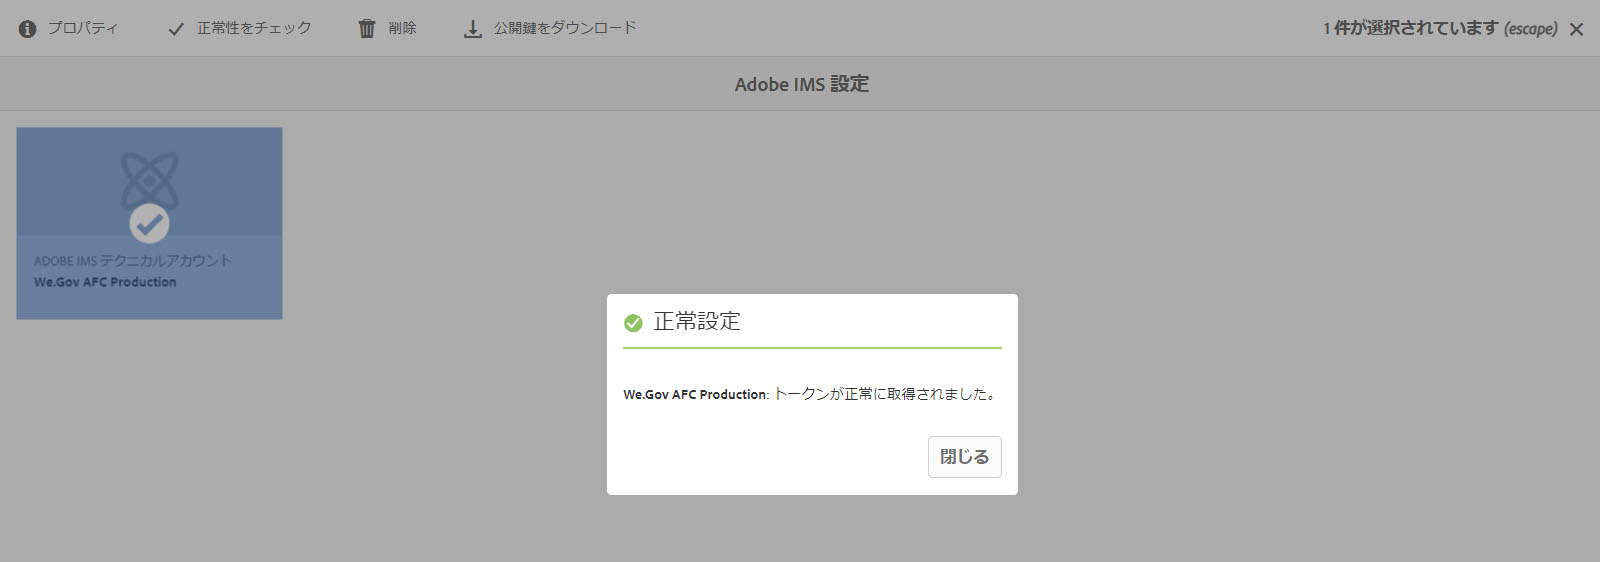 プロパティ 正常性をチェック 削除 公開鍵をダウンロード 1 件が選択されています (escape)
Adobe IMS 設定
ADOBE IMS テクニカルアカウント
We.Gov AFC Production
正常設定
We.Gov AFC Production: トークンが正常に取得されました。
閉じる